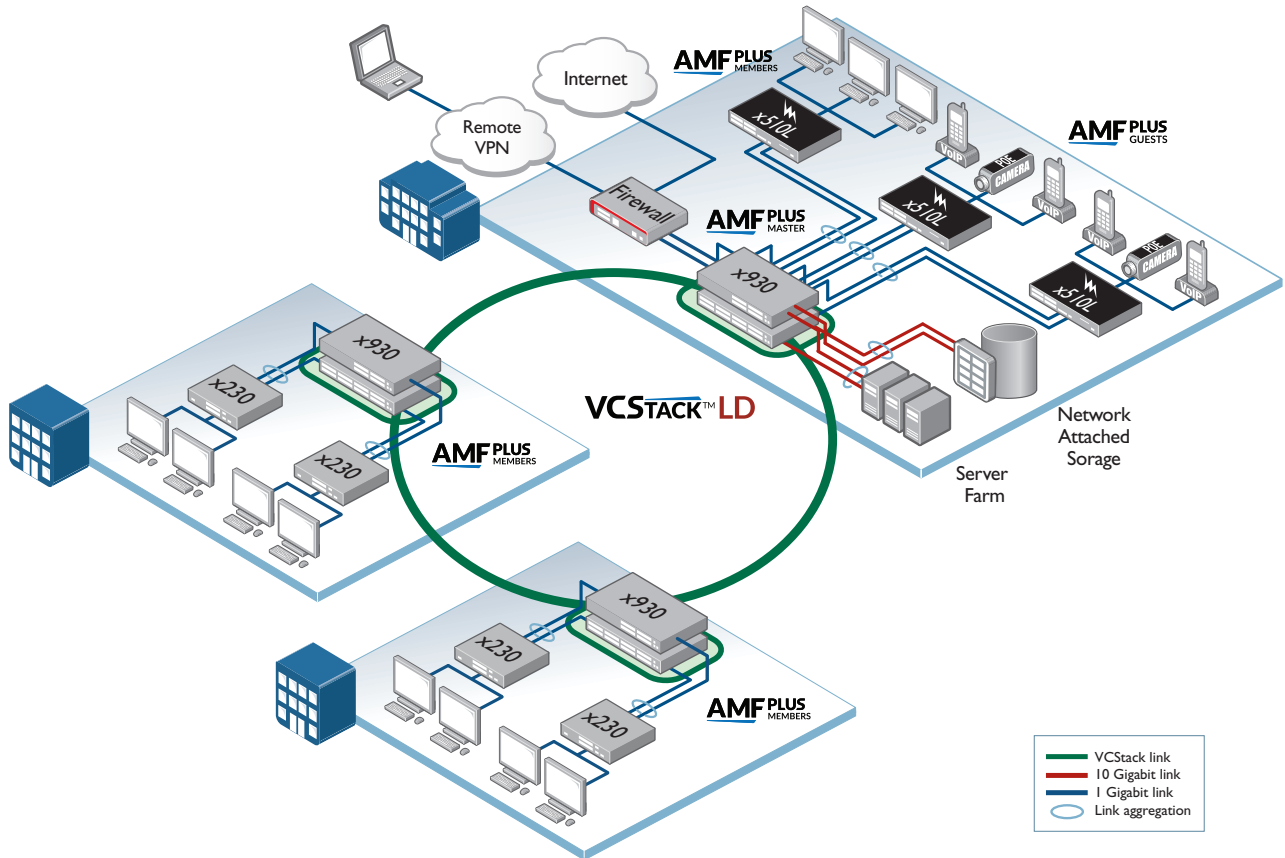 Internet
Remote
VPN
AMF PLUS
MEMBERS
x510L
AMF PLUS
GUESTS
VoIP
POE
CAMERA
VoIP
x510L
VoIP
POE
CAMERA
VoIP
x510L
Firewall
AMF PLUS
MASTER
x930
Network
Attached
Sorage
Server
Farm
x930
x230
x230
AMF PLUS
MEMBERS
VCSTACK™ LD
x930
x230
x230
AMF PLUS
MEMBERS
VCStack link
10 Gigabit link
1 Gigabit link
Link aggregation